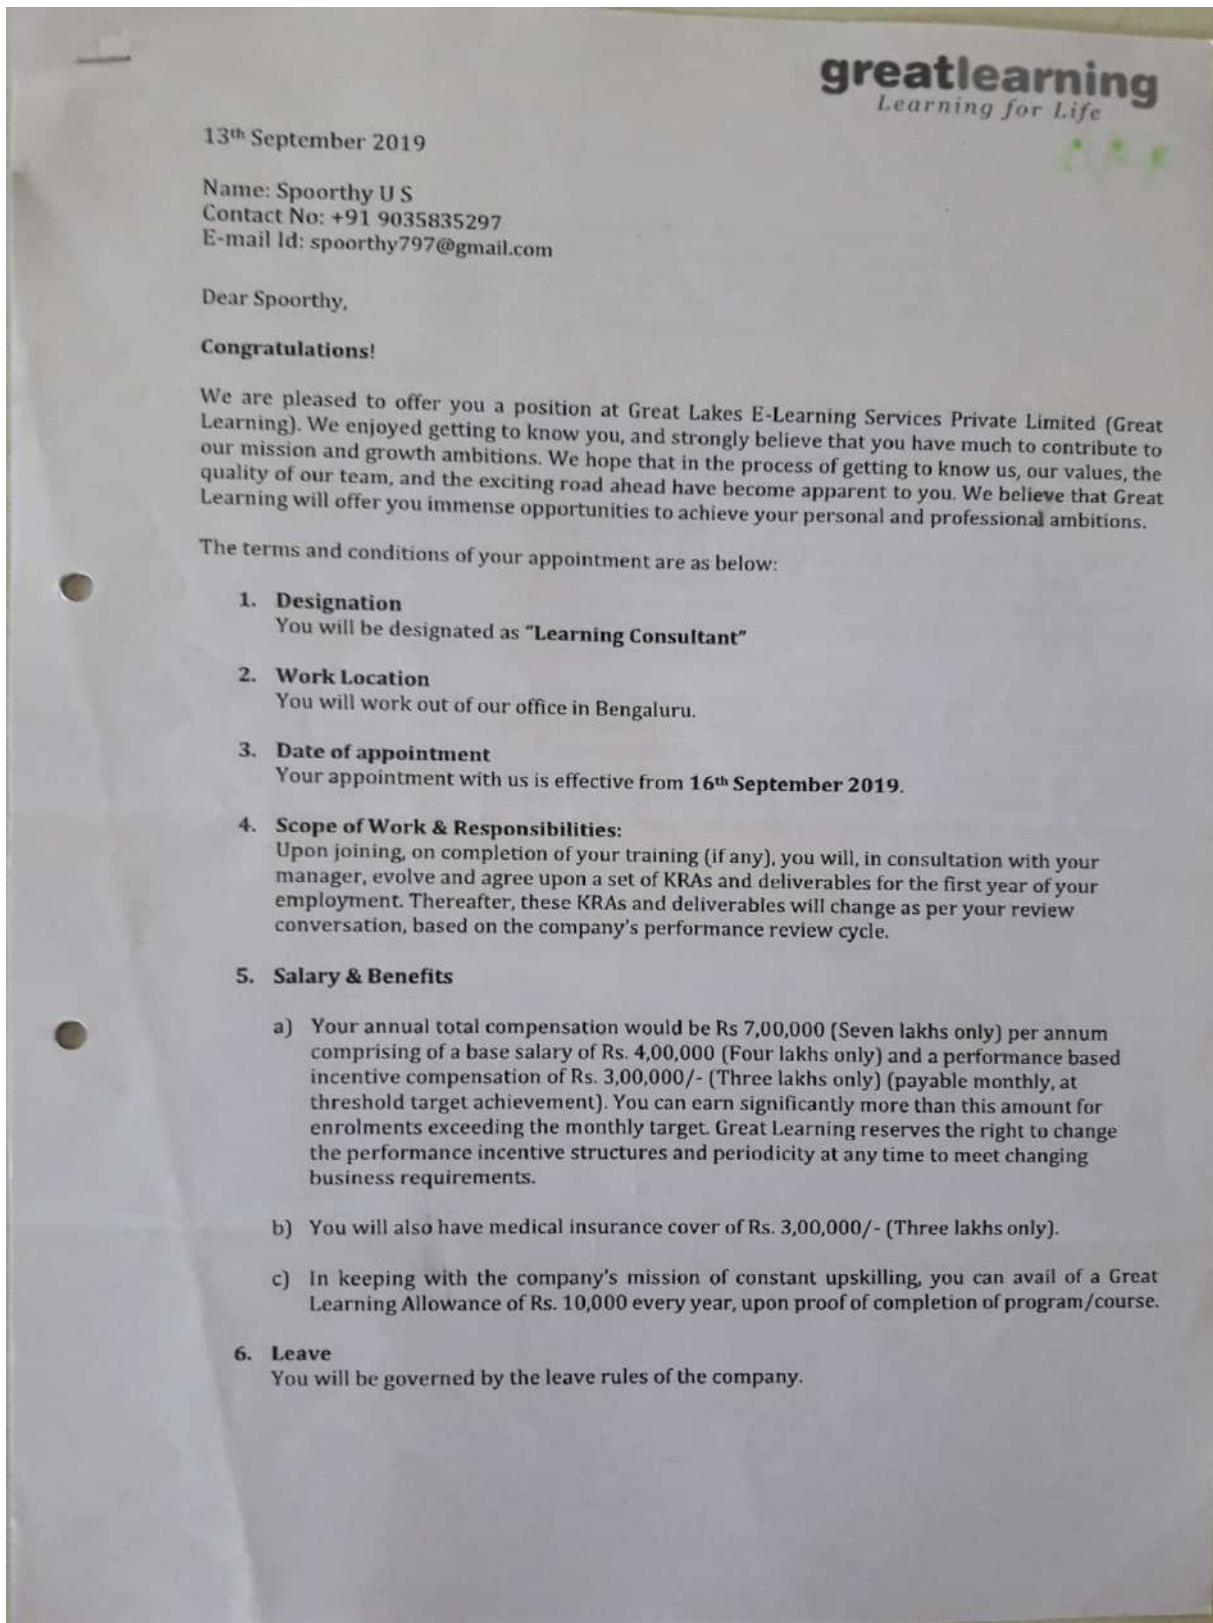 greatlearning
Learning for Life
13th September 2019
Name: Spoorthy U S
Contact No: +91 9035835297
E-mail Id: spoorthy797@gmail.com
Dear Spoorthy,
Congratulations!
We are pleased to offer you a position at Great Lakes E-Learning Services Private Limited (Great
Learning). We enjoyed getting to know you, and strongly believe that you have much to contribute to
our mission and growth ambitions. We hope that in the process of getting to know us, our values, the
quality of our team, and the exciting road ahead have become apparent to you. We believe that Great
Learning will offer you immense opportunities to achieve your personal and professional ambitions.
The terms and conditions of your appointment are as below:
1. Designation
You will be designated as "Learning Consultant"
2. Work Location
You will work out of our office in Bengaluru.
3. Date of appointment
Your appointment with us is effective from 16th September 2019.
4. Scope of Work & Responsibilities:
Upon joining, on completion of your training (if any), you will, in consultation with your
manager, evolve and agree upon a set of KRAs and deliverables for the first year of your
employment. Thereafter, these KRAs and deliverables will change as per your review
conversation, based on the company's performance review cycle.
5. Salary & Benefits
a) Your annual total compensation would be Rs 7,00,000 (Seven lakhs only) per annum
comprising of a base salary of Rs. 4,00,000 (Four lakhs only) and a performance based
incentive compensation of Rs. 3,00,000/- (Three lakhs only) (payable monthly, at
threshold target achievement). You can earn significantly more than this amount for
enrolments exceeding the monthly target. Great Learning reserves the right to change
the performance incentive structures and periodicity at any time to meet changing
business requirements.
b) You will also have medical insurance cover of Rs. 3,00,000/- (Three lakhs only).
c) In keeping with the company's mission of constant upskilling, you can avail of a Great
Learning Allowance of Rs. 10,000 every year, upon proof of completion of program/course.
6. Leave
You will be governed by the leave rules of the company.